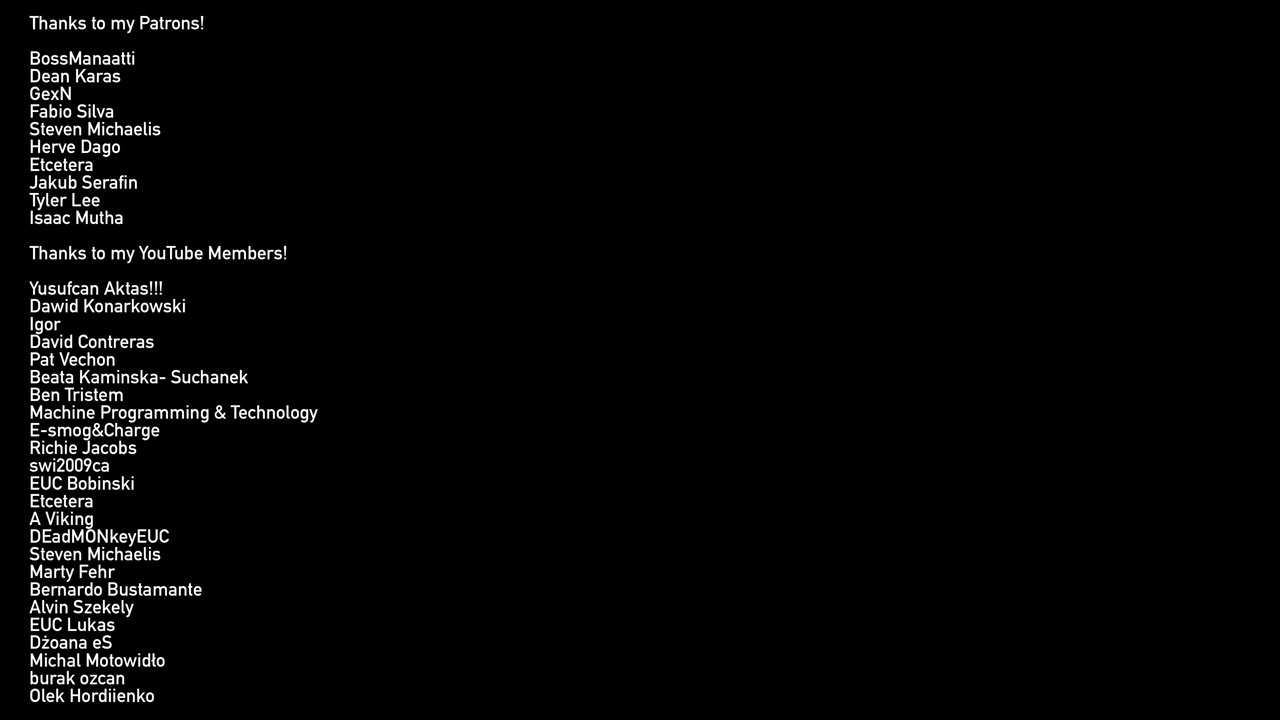 Thanks to my Patrons!
BossManaatti
Dean Karas
GexN
Fabio Silva
Steven Michaelis
Herve Dago
Etcetera
Jakub Serafin
Tyler Lee
Isaac Mutha
Thanks to my YouTube Members!
Yusufcan Aktas!!!
Dawid Konarkowski
Igor
David Contreras
Pat Vechon
Beata Kaminska- Suchanek
Ben Tristem
Machine Programming & Technology
E-smog&Charge
Richie Jacobs
swi2009ca
EUC Bobinski
Etcetera
A Viking
DEadMONkeyEUC
Steven Michaelis
Marty Fehr
Bernardo Bustamante
Alvin Szekely
EUC Lukas
Dżoana eS
Michal Motowidło
burak ozcan
Olek Hordiienko